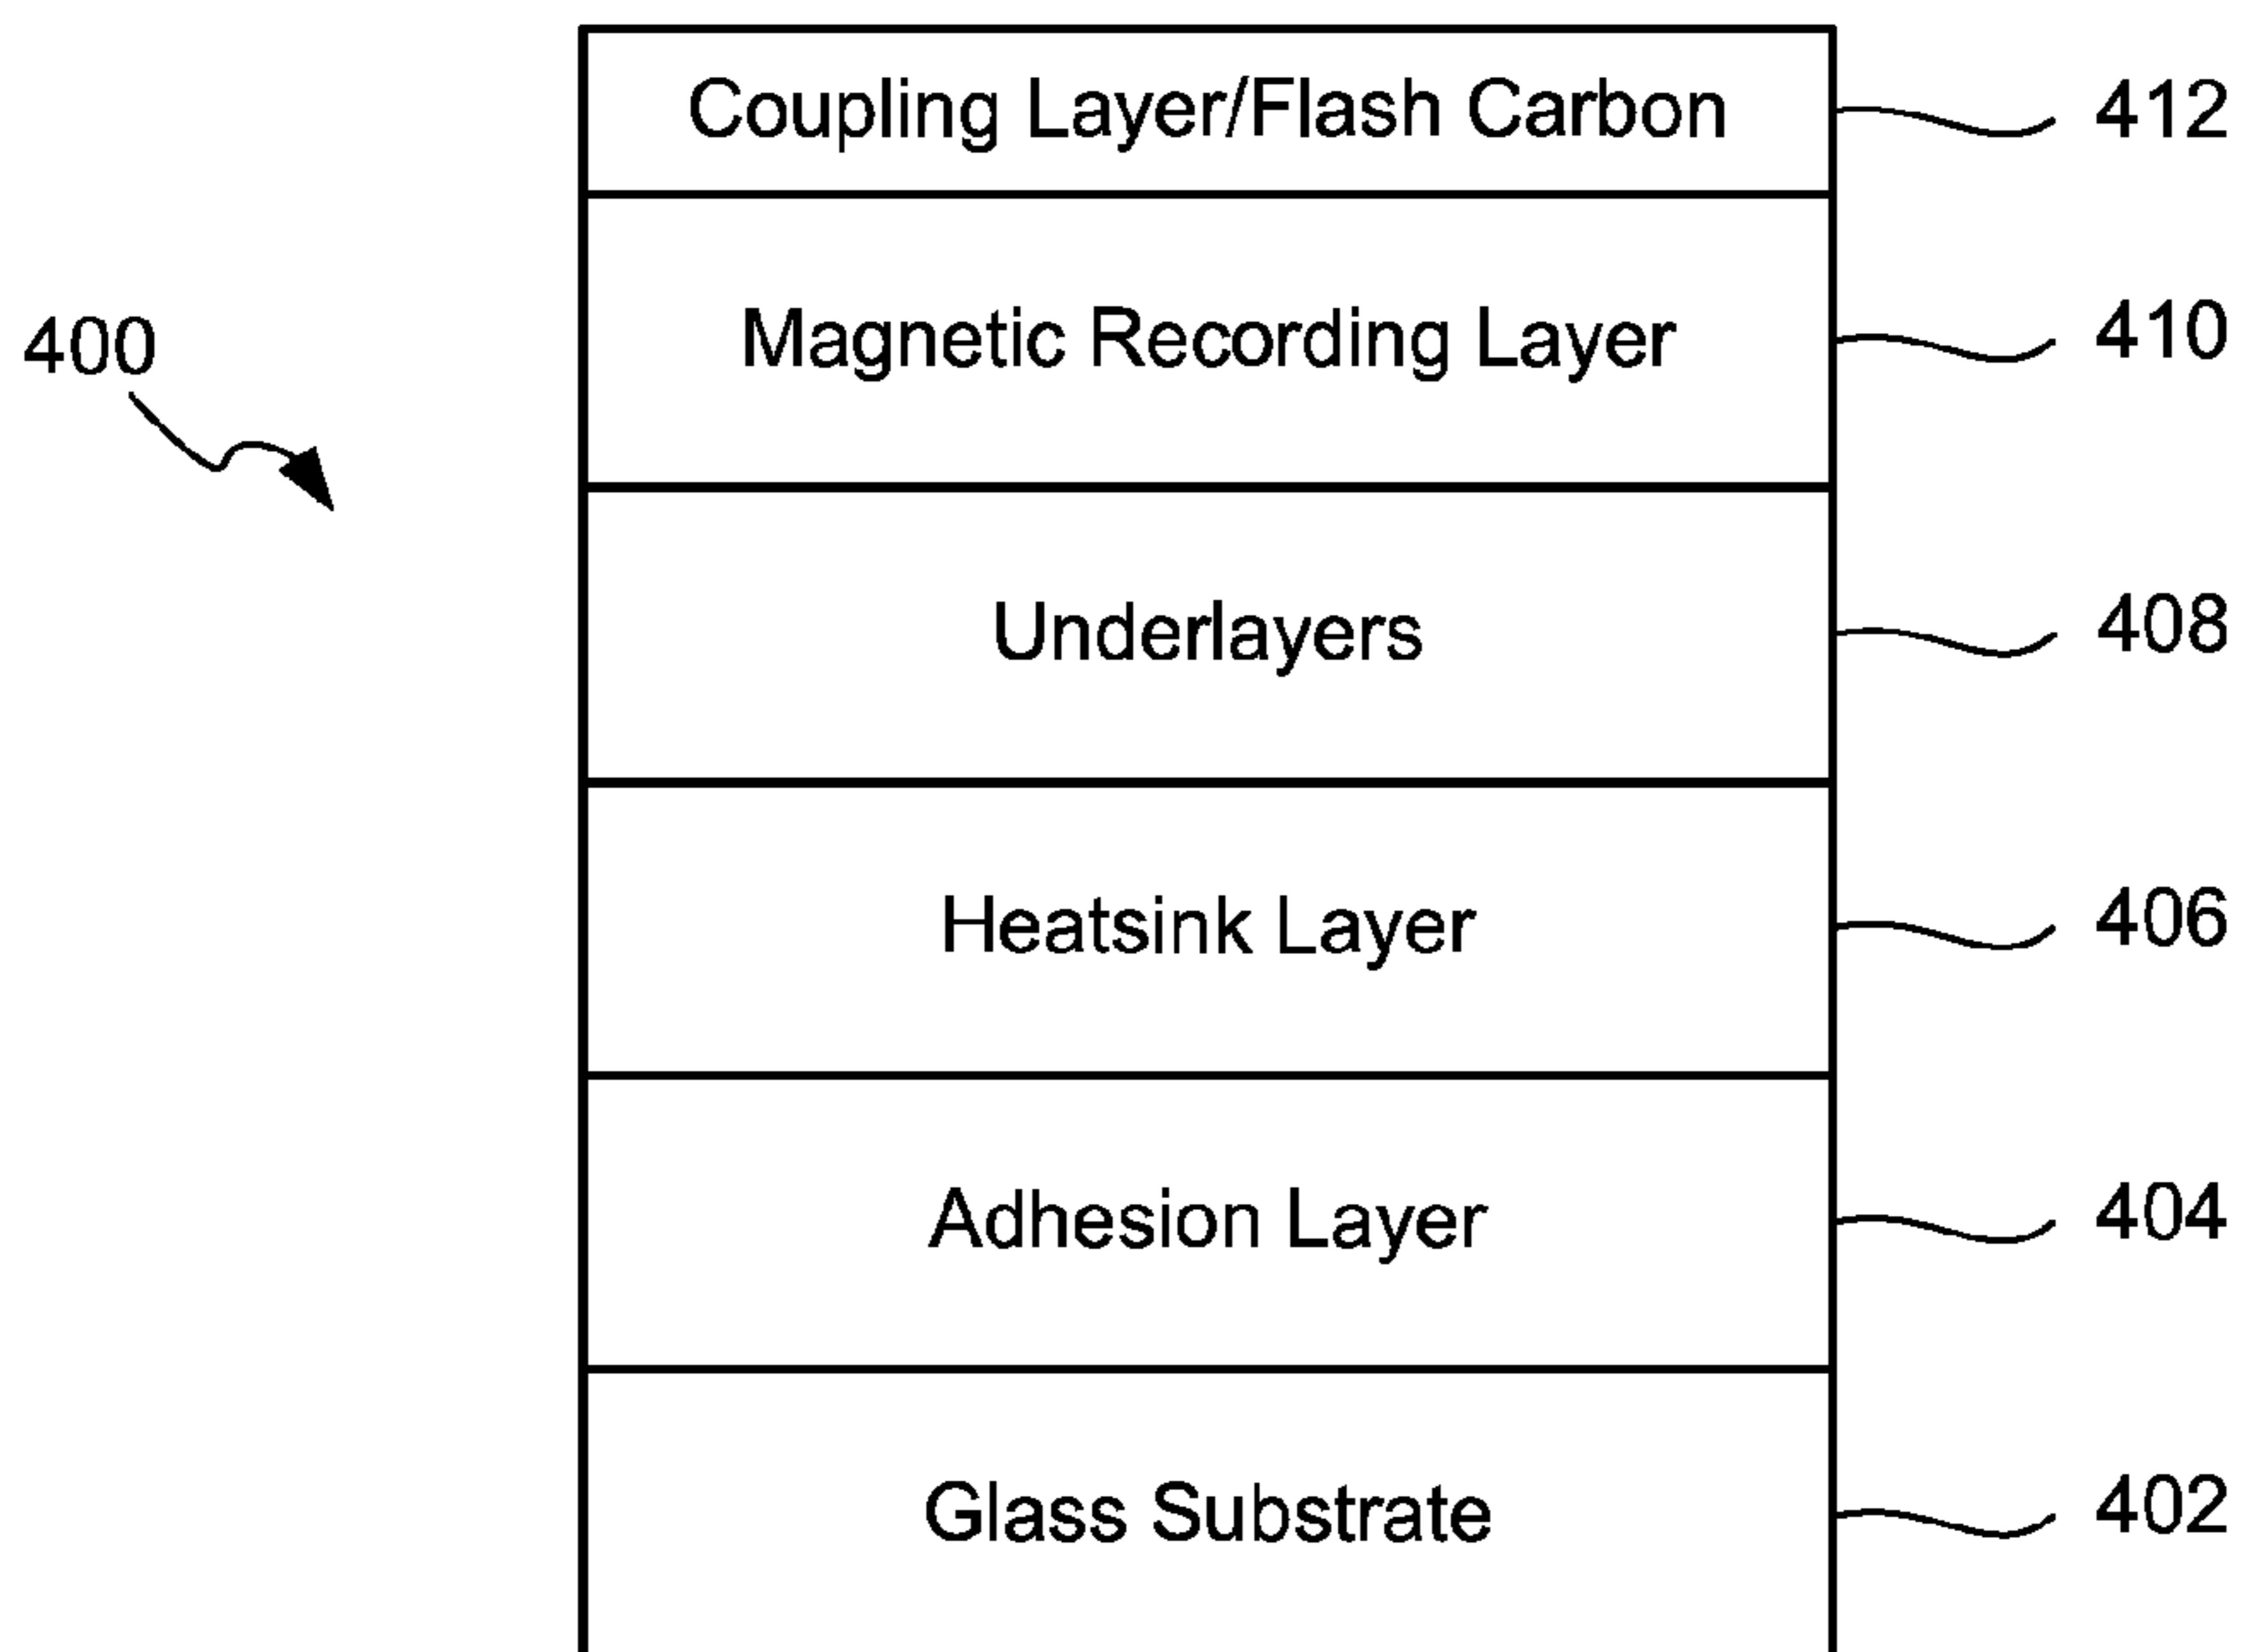 Coupling Layer/Flash Carbon 412
Magnetic Recording Layer 410
400
Underlayers 408
Heatsink Layer 406
Adhesion Layer 404
Glass Substrate 402